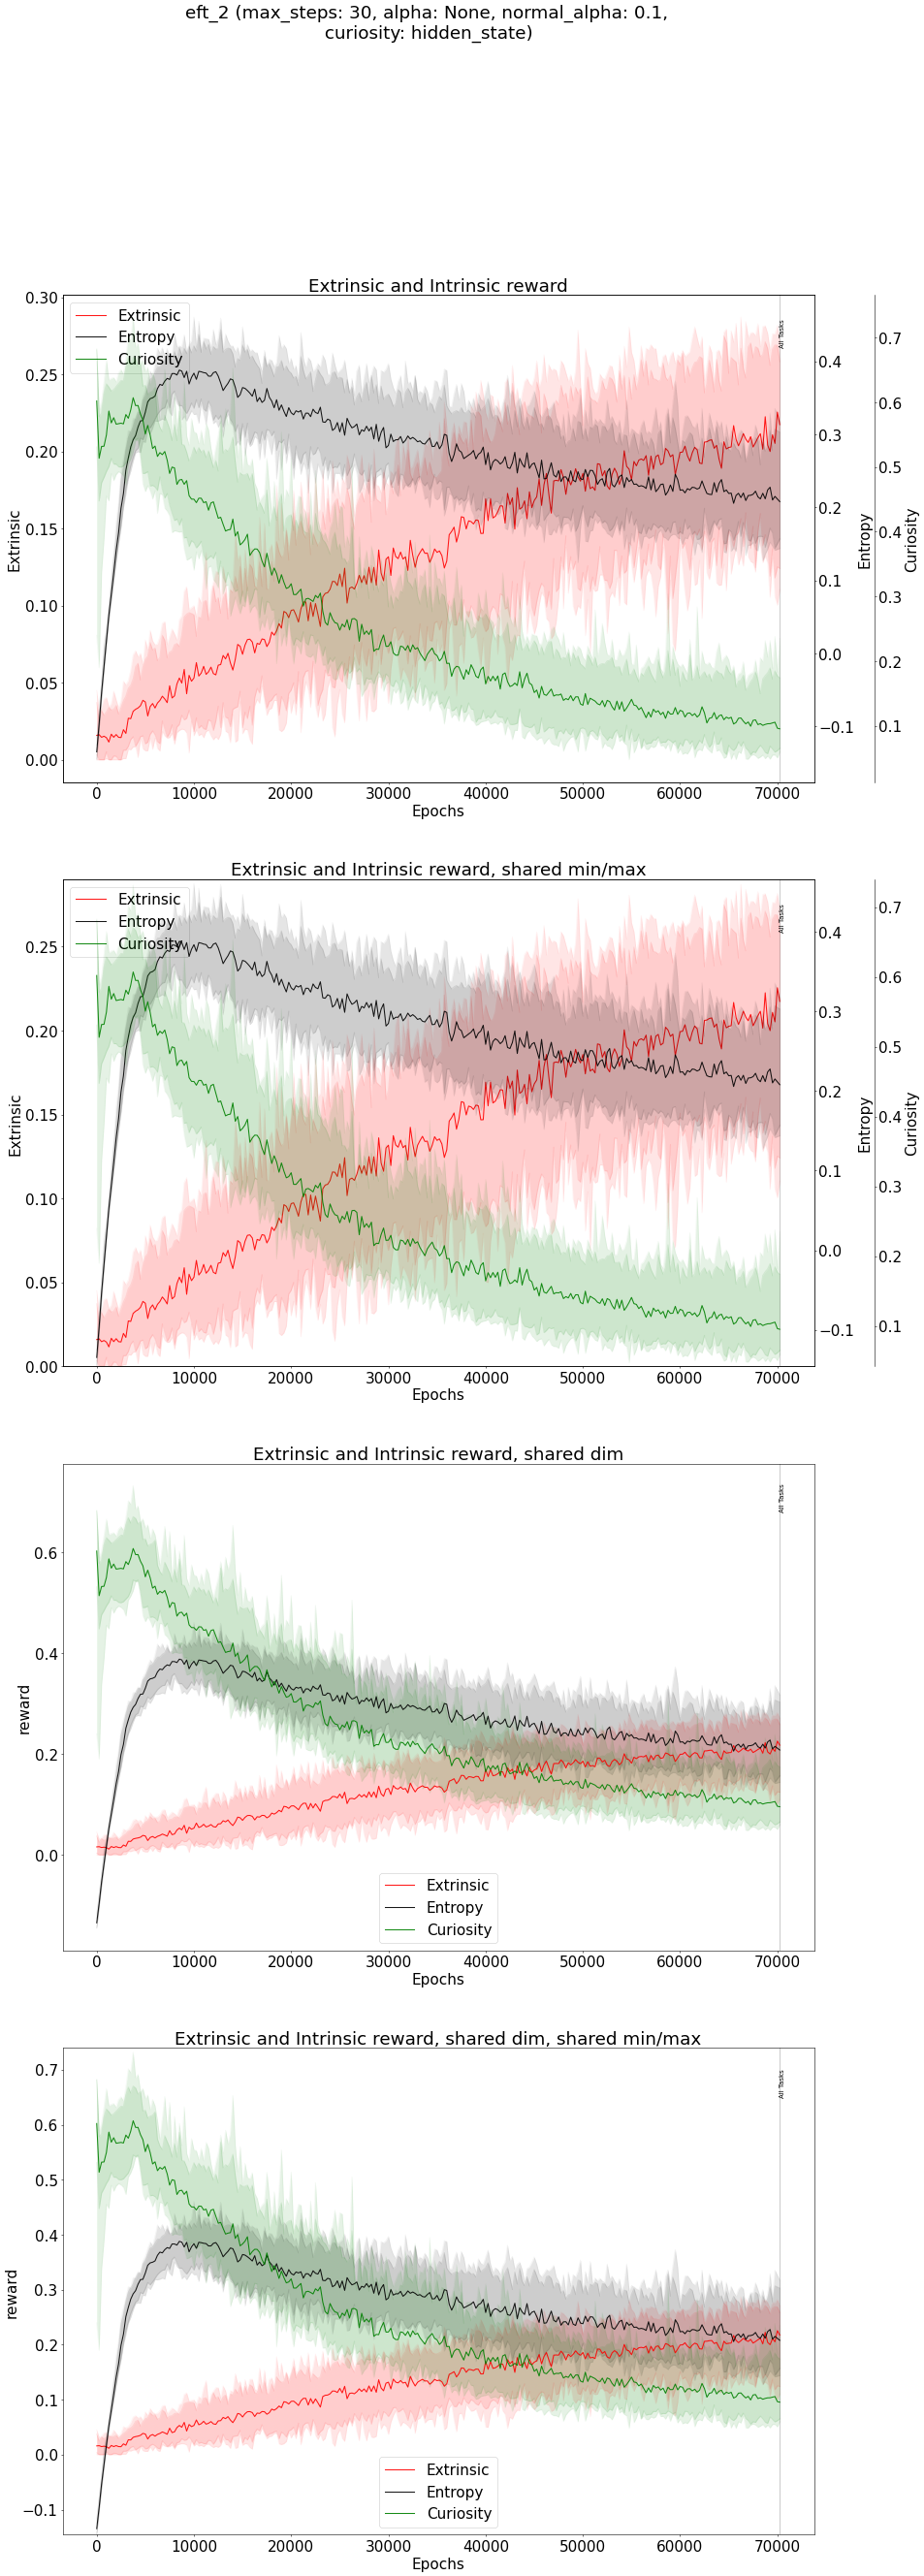 eft_2 (max_steps: 30, alpha: None, normal_alpha: 0.1,
curiosity: hidden_state)
Extrinsic and Intrinsic reward
Extrinsic
Entropy
Curiosity
All Tasks
0.30
0.25
0.20
0.15
0.10
0.05
0.00
Extrinsic
0.4
0.3
0.2
0.1
0.0
−0.1
Entropy
0.7
0.6
0.5
0.4
0.3
0.2
0.1
Curiosity
0 10000 20000 30000 40000 50000 60000 70000
Epochs
Extrinsic and Intrinsic reward, shared min/max
Extrinsic
Entropy
Curiosity
All Tasks
0.25
0.20
0.15
0.10
0.05
0.00
Extrinsic
0.4
0.3
0.2
0.1
0.0
−0.1
Entropy
0.7
0.6
0.5
0.4
0.3
0.2
0.1
Curiosity
0 10000 20000 30000 40000 50000 60000 70000
Epochs
Extrinsic and Intrinsic reward, shared dim
All Tasks
0.6
0.4
0.2
0.0
reward
Extrinsic
Entropy
Curiosity
0 10000 20000 30000 40000 50000 60000 70000
Epochs
Extrinsic and Intrinsic reward, shared dim, shared min/max
All Tasks
0.7
0.6
0.5
0.4
0.3
0.2
0.1
0.0
−0.1
reward
Extrinsic
Entropy
Curiosity
0 10000 20000 30000 40000 50000 60000 70000
Epochs